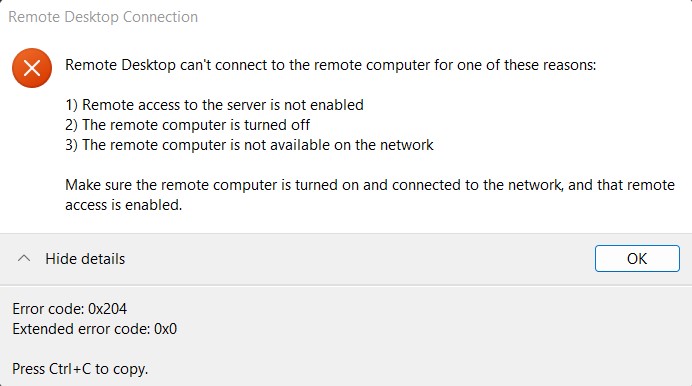 Remote Desktop Connection
Remote Desktop can't connect to the remote computer for one of these reasons:
1) Remote access to the server is not enabled
2) The remote computer is turned off
3) The remote computer is not available on the network
Make sure the remote computer is turned on and connected to the network, and that remote
access is enabled.
Hide details
OK
Error code: 0x204
Extended error code: 0x0
Press Ctrl+C to copy.